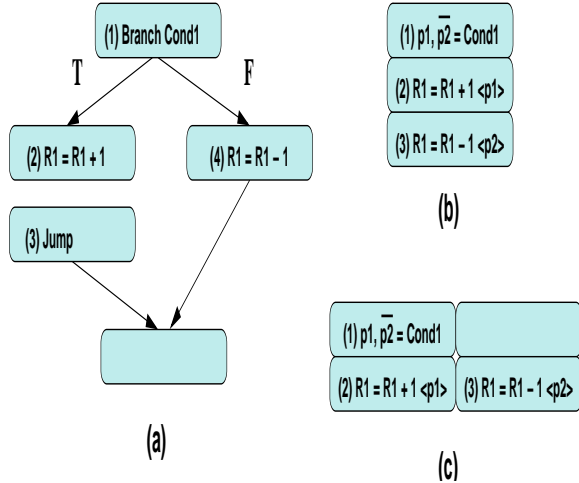 (1) Branch Cond1
T
F
(2) R1 = R1 + 1
(4) R1 = R1 – 1
(3) Jump
(a)
(1) p1, p̅2̅ = Cond1
(2) R1 = R1 + 1 <p1>
(3) R1 = R1 – 1 <p2>
(b)
(1) p1, p̅2̅ = Cond1
(2) R1 = R1 + 1 <p1>
(3) R1 = R1 – 1 <p2>
(c)